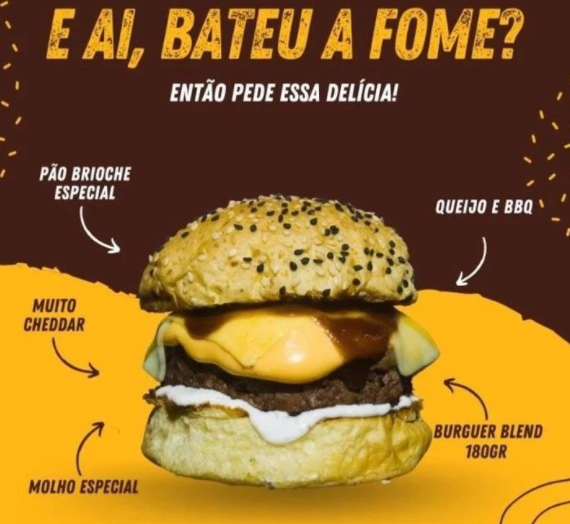 E AI, BATEU A FOME?
ENTÃO PEDE ESSA DELÍCIA!
PÃO BRIOCHE
ESPECIAL
QUEIJO E BBQ
MUITO
CHEDDAR
BURGUER BLEND
180GR
MOLHO ESPECIAL